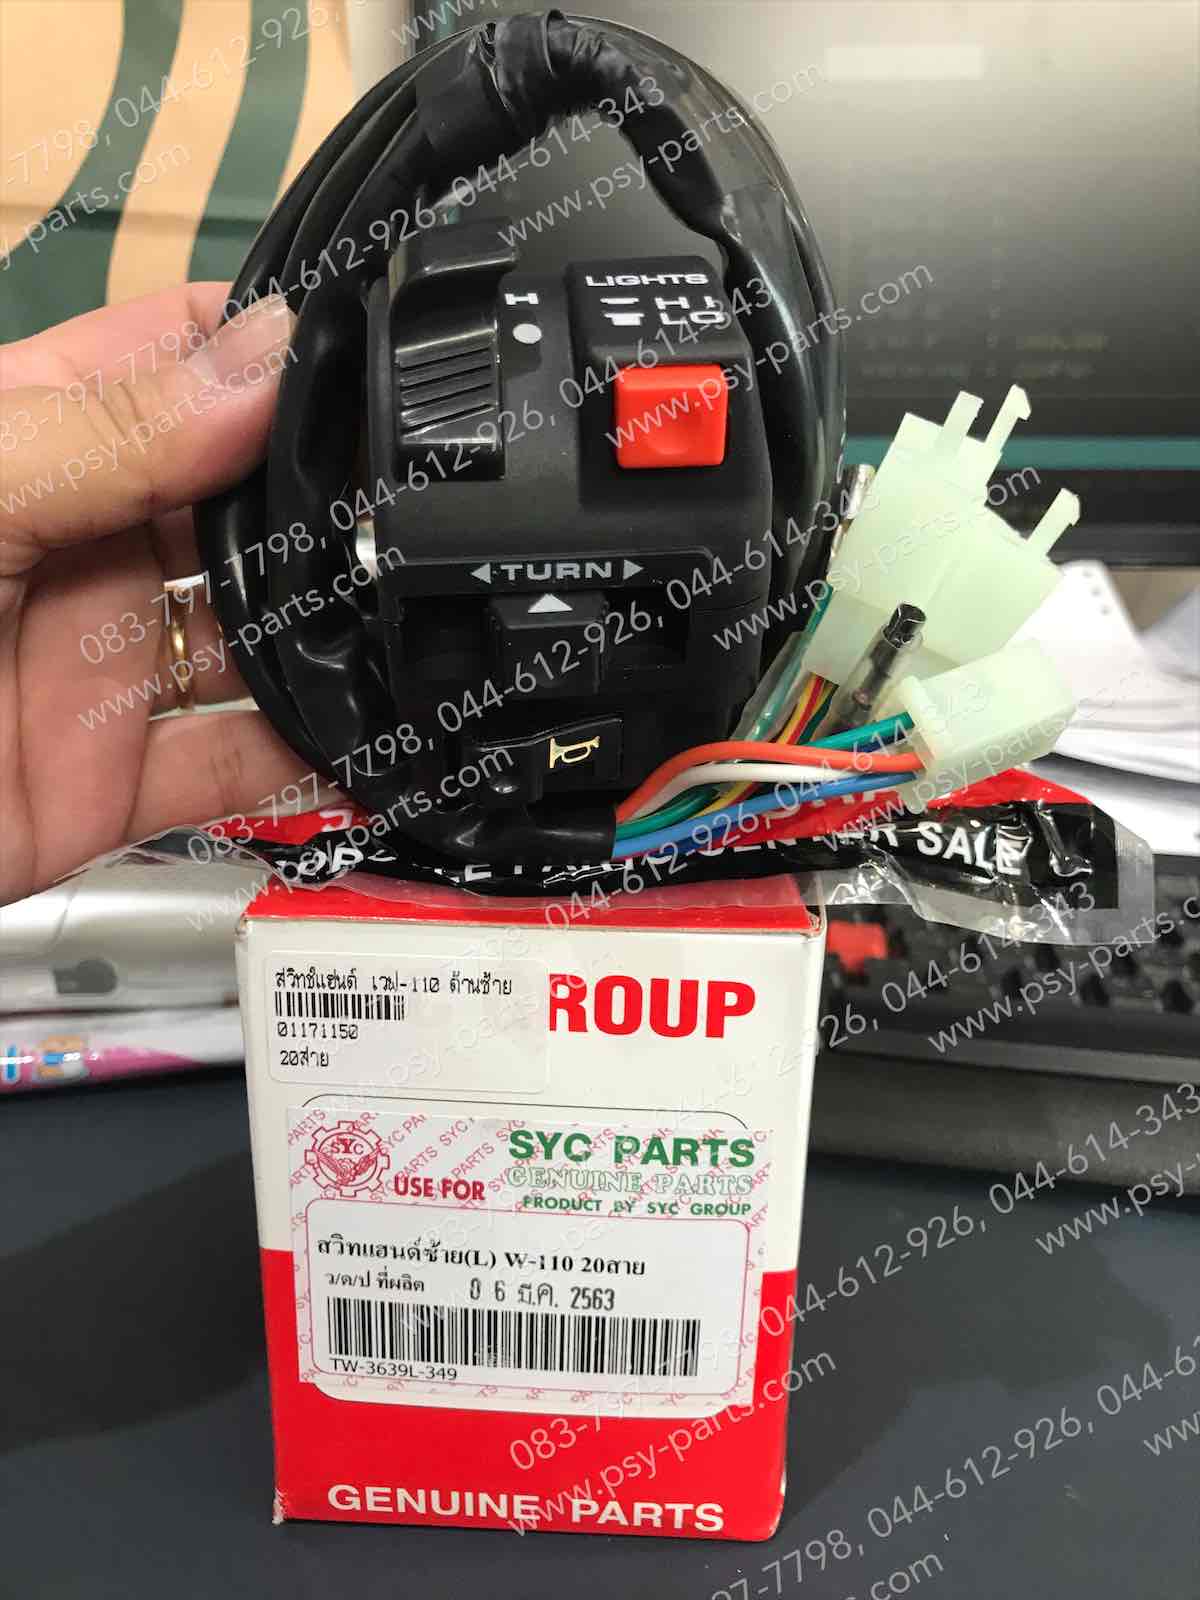 LIGHTS
HI
LO
H
TURN
CENTER SALE
สวิทช์แฮนด์ เวฟ-110 ด้านซ้าย
01171150
20สาย
ROUP
SYC
USE FOR
SYC PARTS
GENUINE PARTS
PRODUCT BY SYC GROUP
สวิทแฮนด์ซ้าย(L) W-110 20สาย
ว/ด/ป ที่ผลิต 0 6 มี.ค. 2563
TW-3639L-349
GENUINE PARTS
083-797-7798, 044-612-926, 044-614-343
www.psy-parts.com